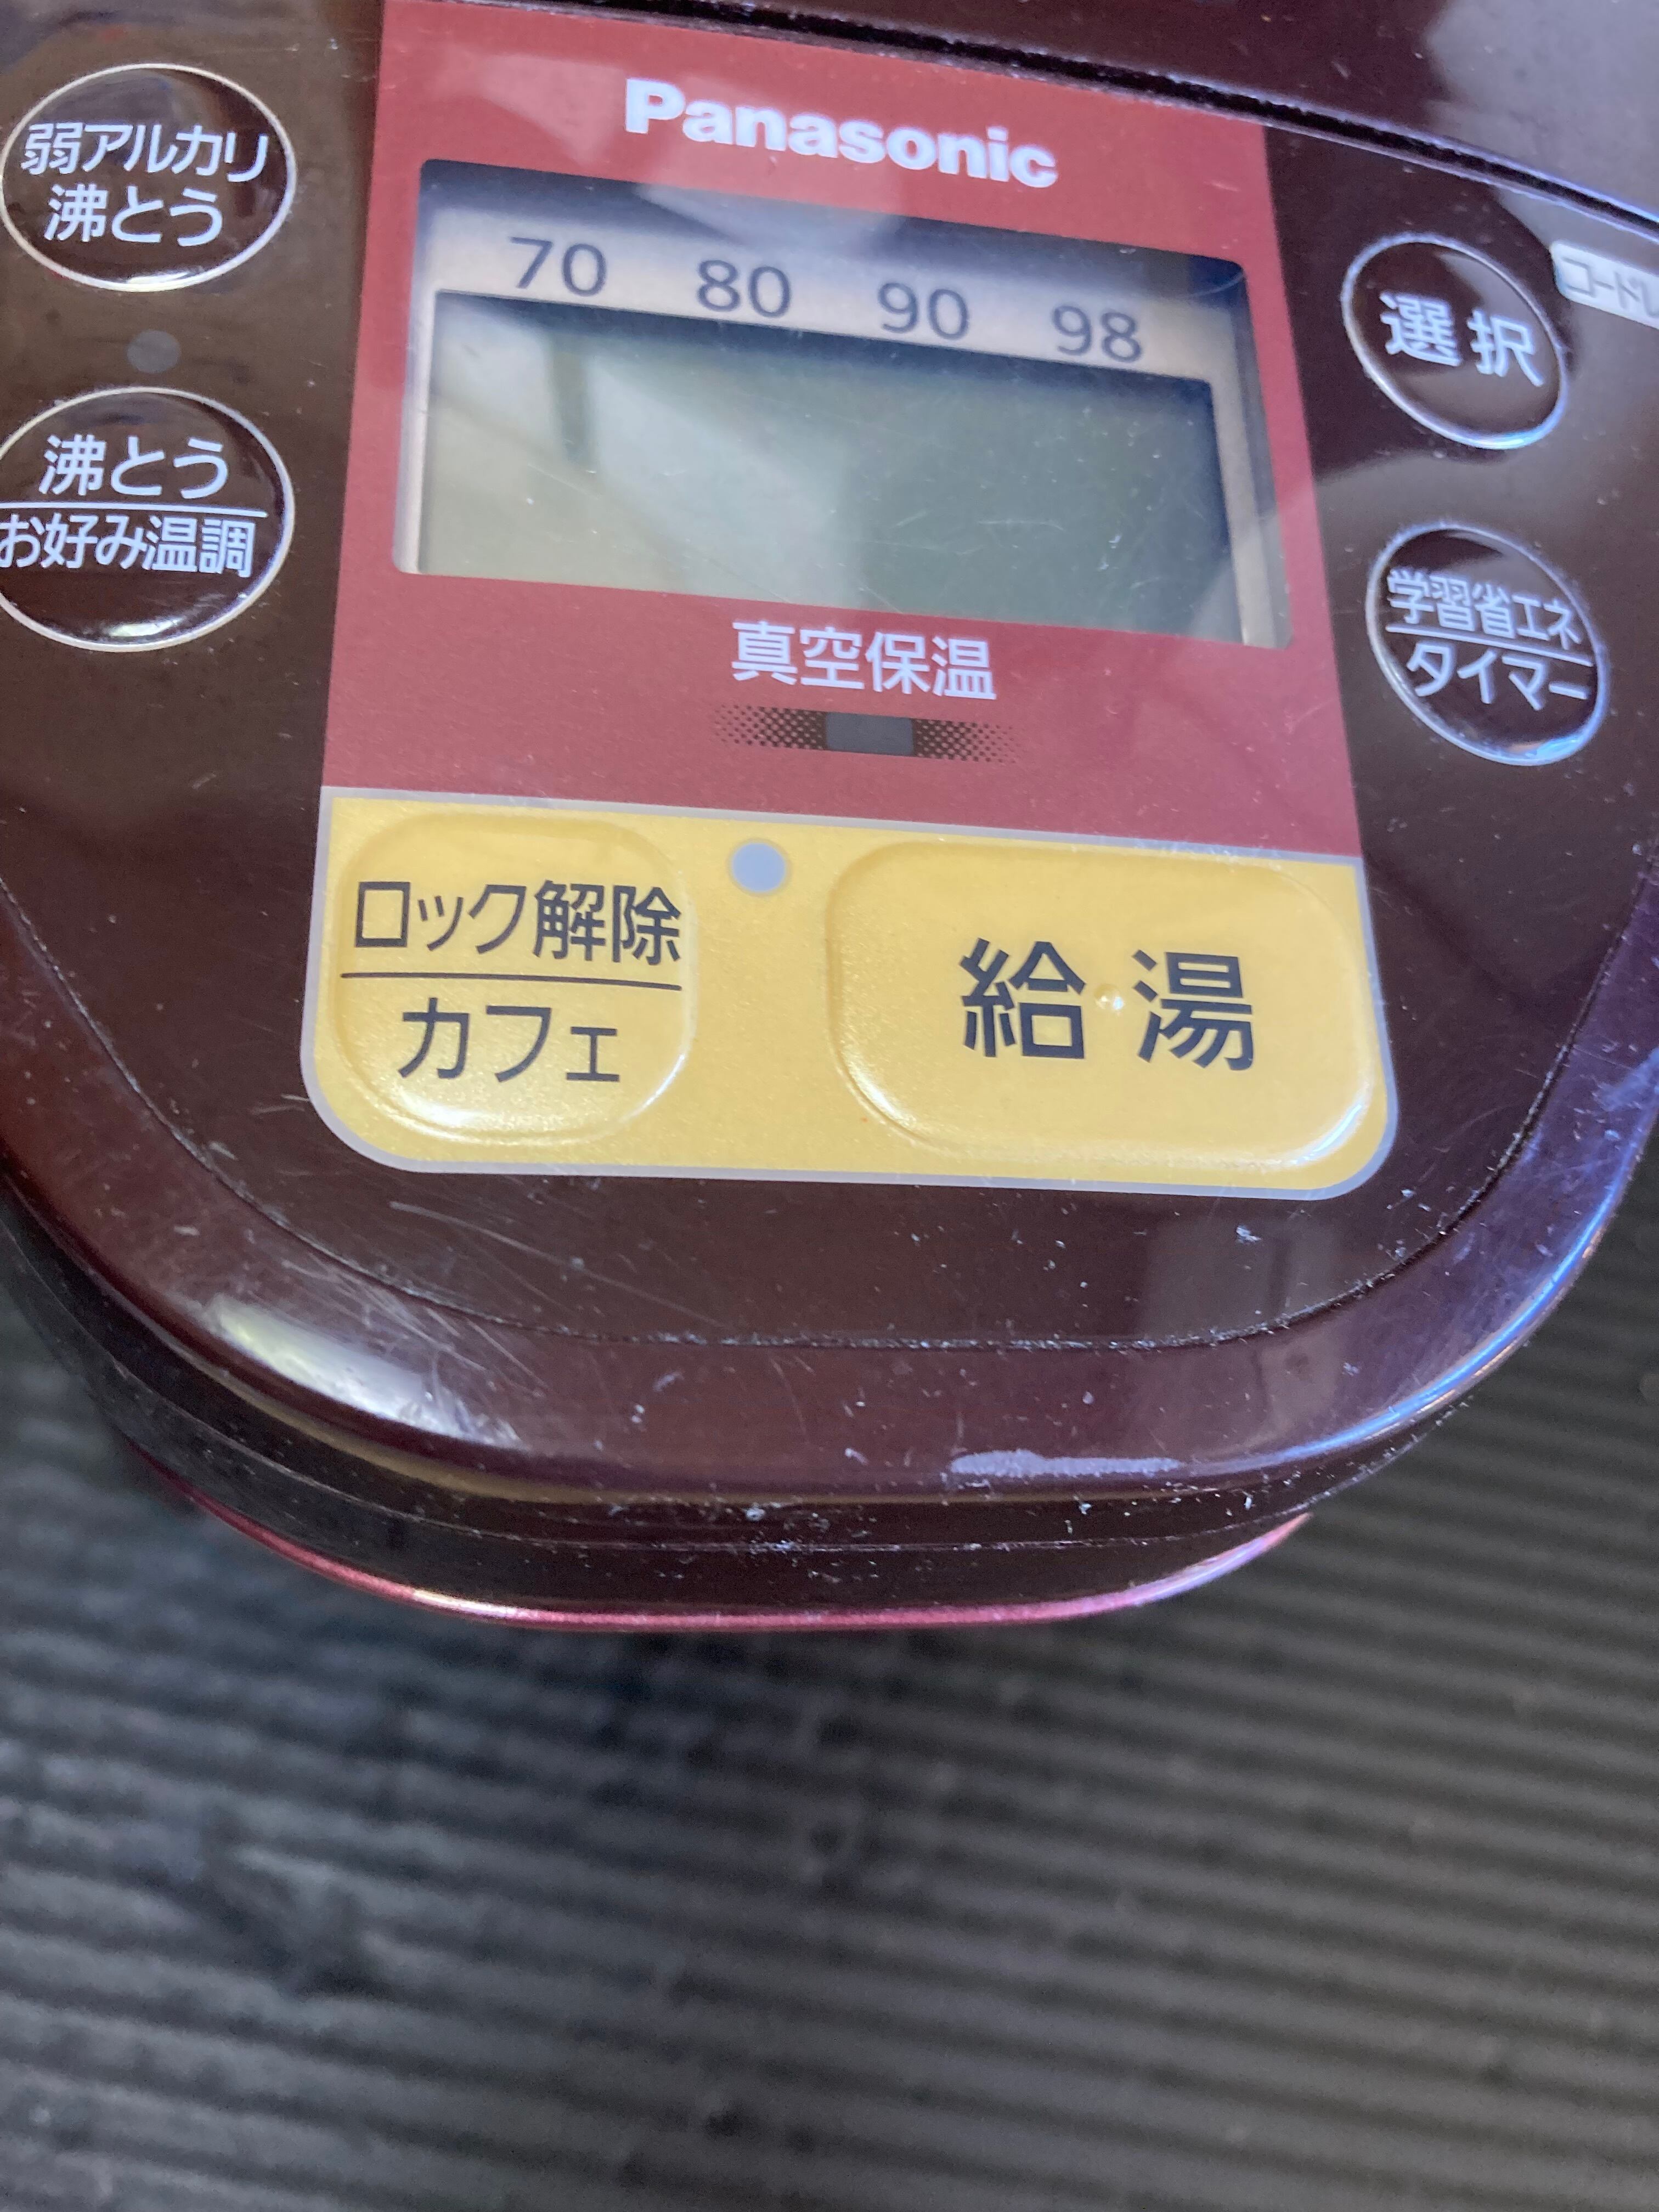 Panasonic
弱アルカリ
沸とう
沸とう
お好み温調
70 80 90 98
選択
学習省エネ
タイマー
真空保温
ロック解除
カフェ
給湯